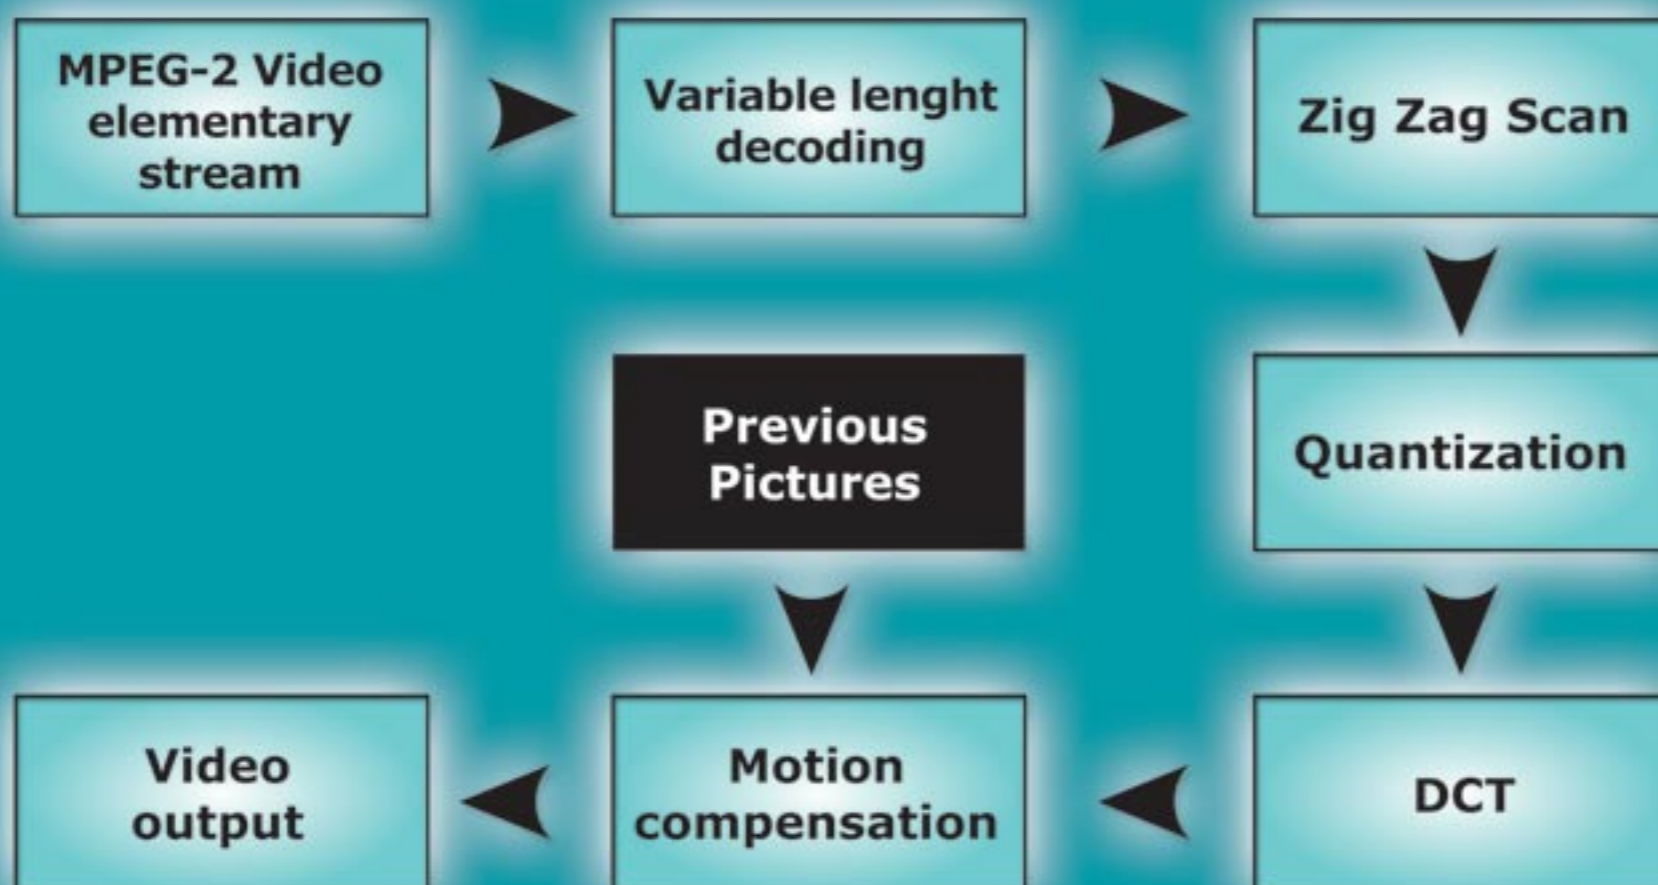 MPEG-2 Video
elementary
stream
Variable lenght
decoding
Zig Zag Scan
Previous
Pictures
Quantization
Video
output
Motion
compensation
DCT